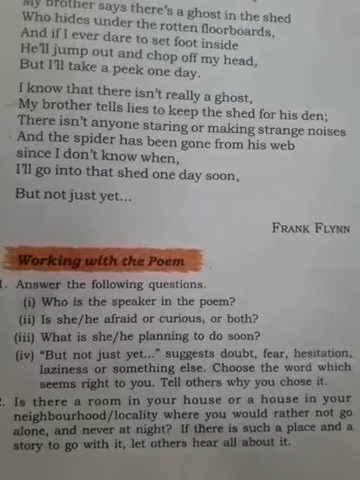 My brother says there's a ghost in the shed
Who hides under the rotten floorboards,
And if I ever dare to set foot inside
He'll jump out and chop off my head,
But I'll take a peek one day.
I know that there isn't really a ghost,
My brother tells lies to keep the shed for his den;
There isn't anyone staring or making strange noises
And the spider has been gone from his web
since I don't know when,
I'll go into that shed one day soon,
But not just yet...
FRANK FLYNN
Working with the Poem
1. Answer the following questions.
(i) Who is the speaker in the poem?
(ii) Is she/he afraid or curious, or both?
(iii) What is she/he planning to do soon?
(iv) “But not just yet...” suggests doubt, fear, hesitation,
laziness or something else. Choose the word which
seems right to you. Tell others why you chose it.
2. Is there a room in your house or a house in your
neighbourhood/locality where you would rather not go
alone, and never at night? If there is such a place and a
story to go with it, let others hear all about it.